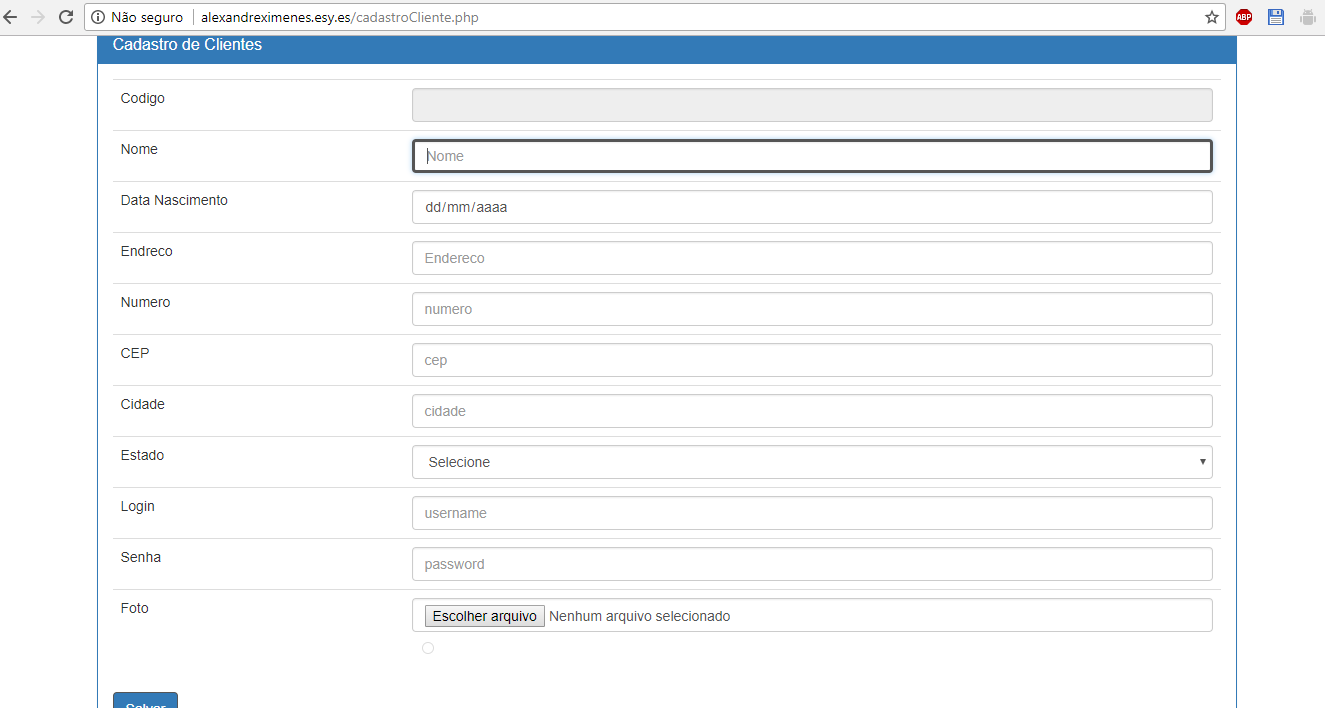 Não seguro alexandreximenes.esy.es/cadastroCliente.php
ABP
Cadastro de Clientes
Codigo
Nome Nome
Data Nascimento dd/mm/aaaa
Endreco Endereco
Numero numero
CEP cep
Cidade cidade
Estado Selecione
Login username
Senha password
Foto Escolher arquivo Nenhum arquivo selecionado
Salvar